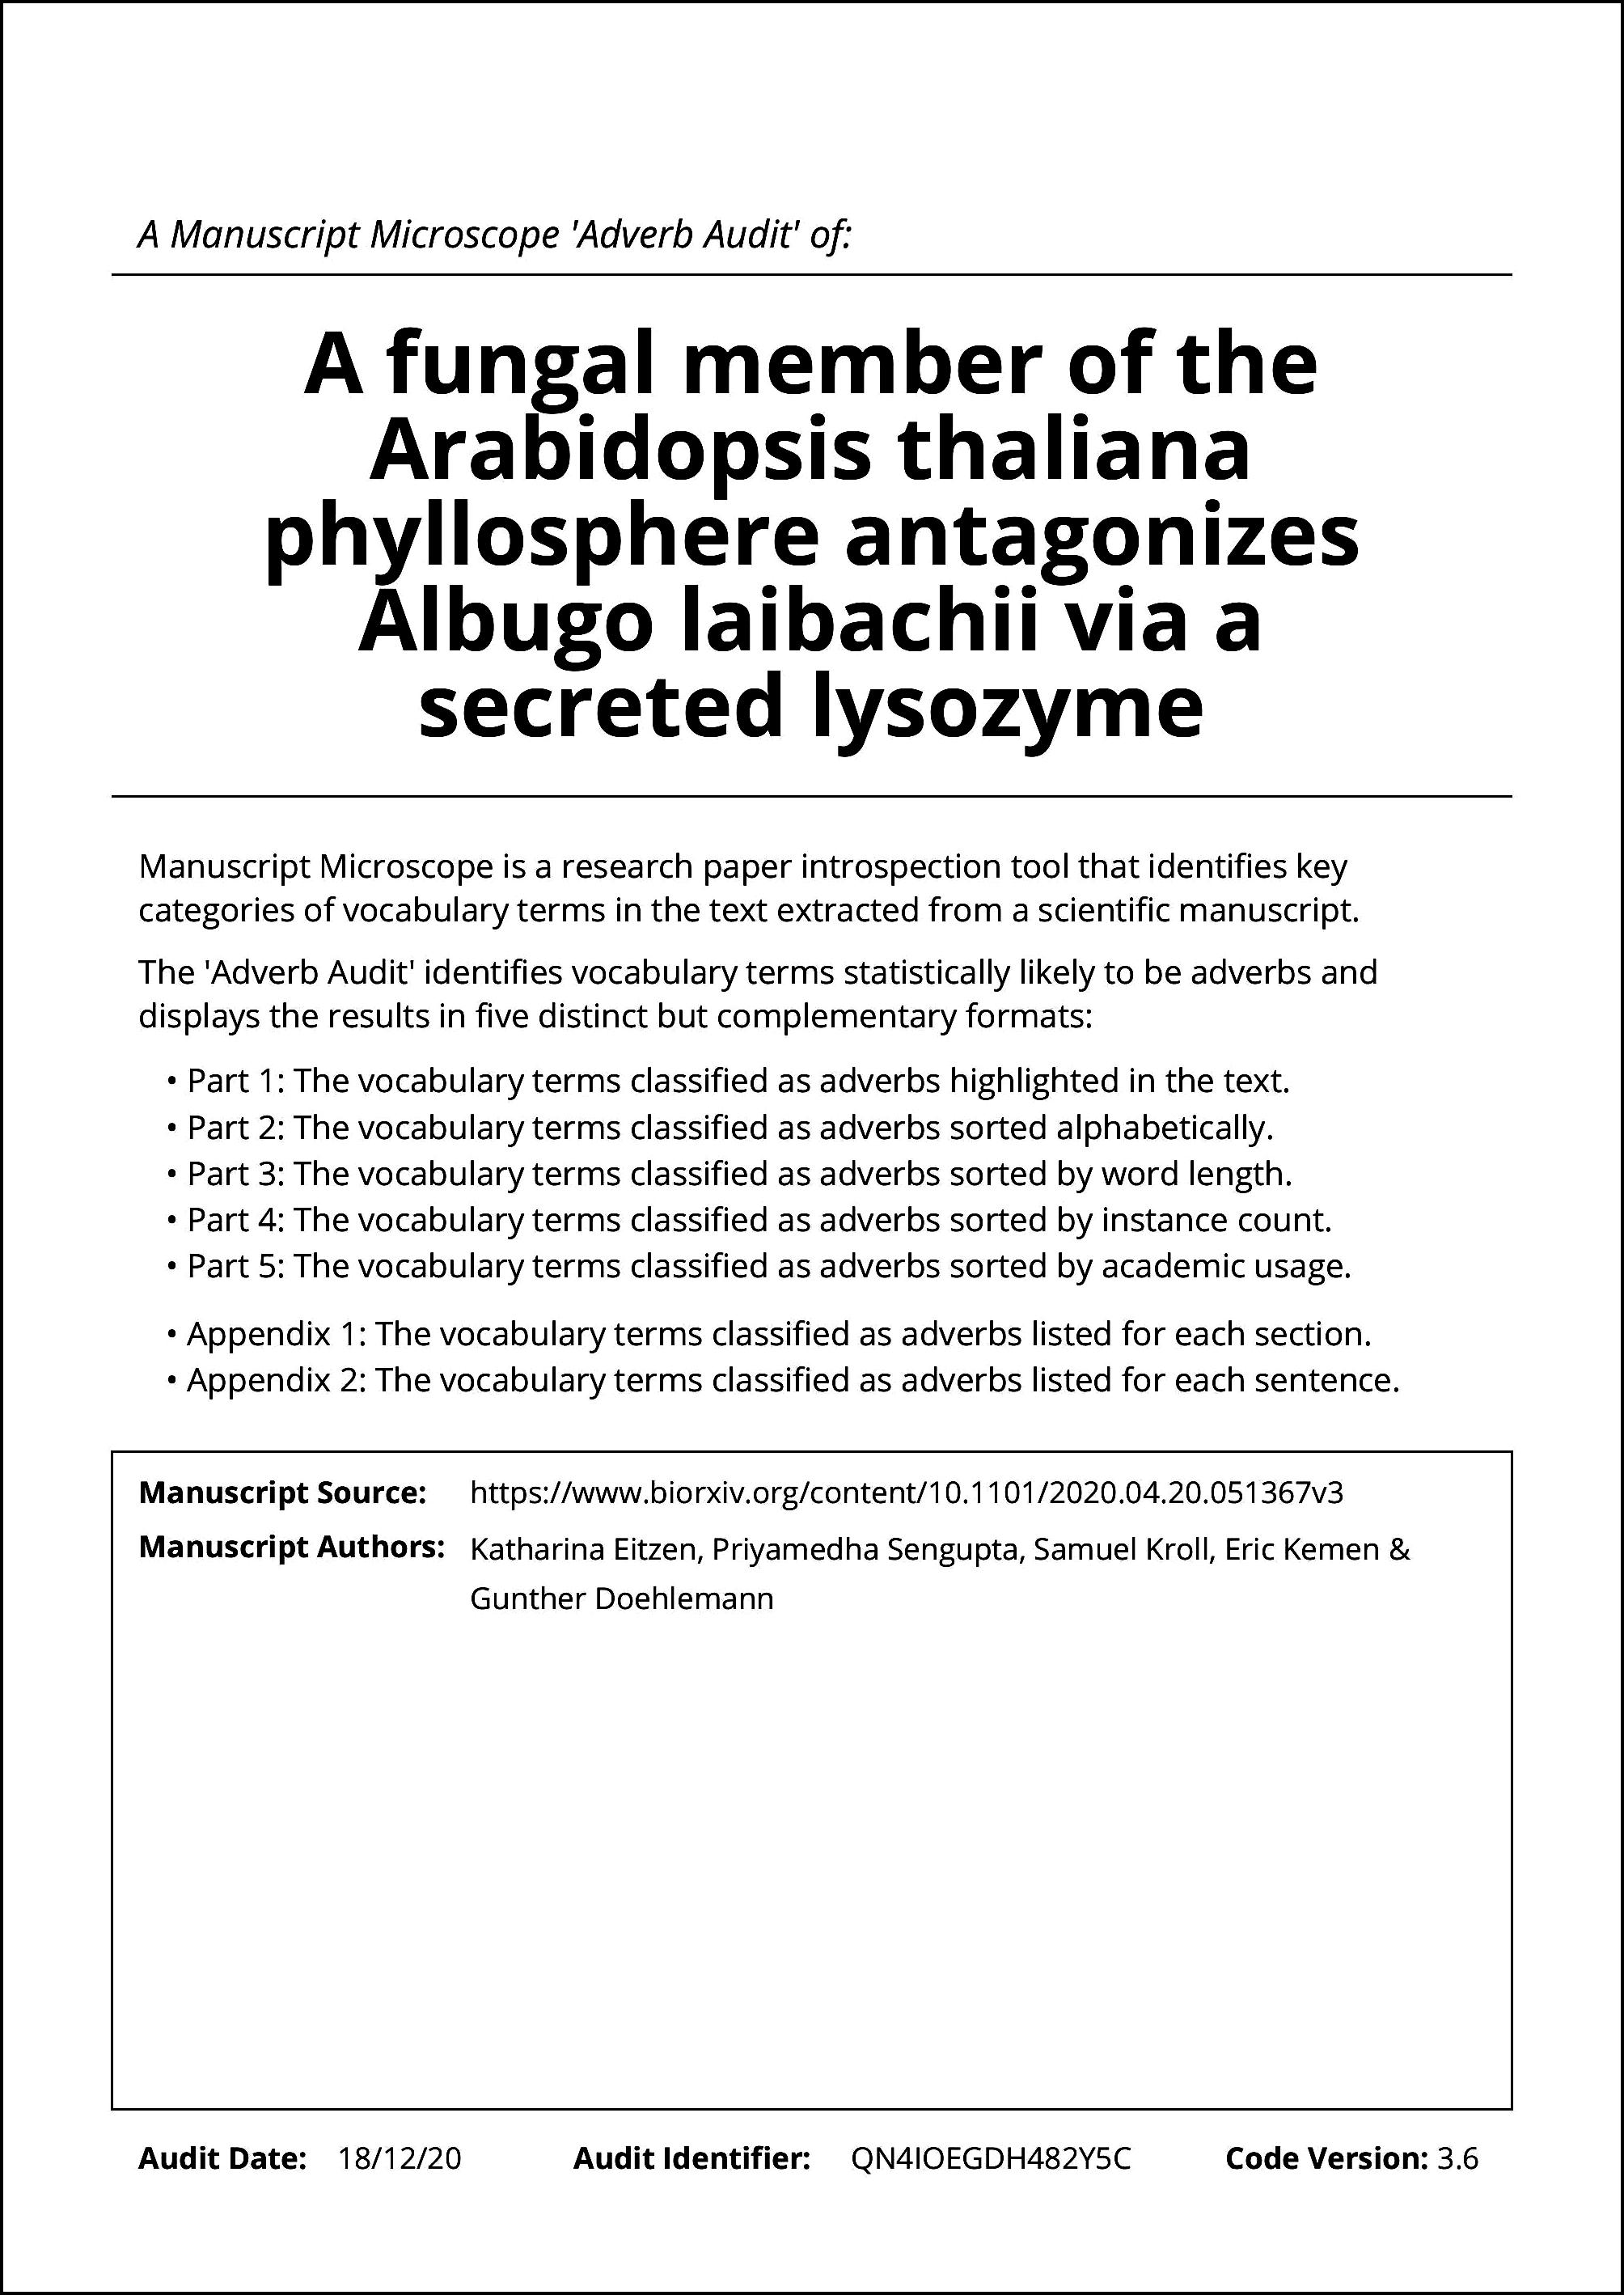 A Manuscript Microscope 'Adverb Audit' of:
A fungal member of the
Arabidopsis thaliana
phyllosphere antagonizes
Albugo laibachii via a
secreted lysozyme
Manuscript Microscope is a research paper introspection tool that identifies key
categories of vocabulary terms in the text extracted from a scientific manuscript.
The 'Adverb Audit' identifies vocabulary terms statistically likely to be adverbs and
displays the results in five distinct but complementary formats:
• Part 1: The vocabulary terms classified as adverbs highlighted in the text.
• Part 2: The vocabulary terms classified as adverbs sorted alphabetically.
• Part 3: The vocabulary terms classified as adverbs sorted by word length.
• Part 4: The vocabulary terms classified as adverbs sorted by instance count.
• Part 5: The vocabulary terms classified as adverbs sorted by academic usage.
• Appendix 1: The vocabulary terms classified as adverbs listed for each section.
• Appendix 2: The vocabulary terms classified as adverbs listed for each sentence.
Manuscript Source: https://www.biorxiv.org/content/10.1101/2020.04.20.051367v3
Manuscript Authors: Katharina Eitzen, Priyamedha Sengupta, Samuel Kroll, Eric Kemen &
Gunther Doehlemann
Audit Date: 18/12/20 Audit Identifier: QN4IOEGDH482Y5C Code Version: 3.6